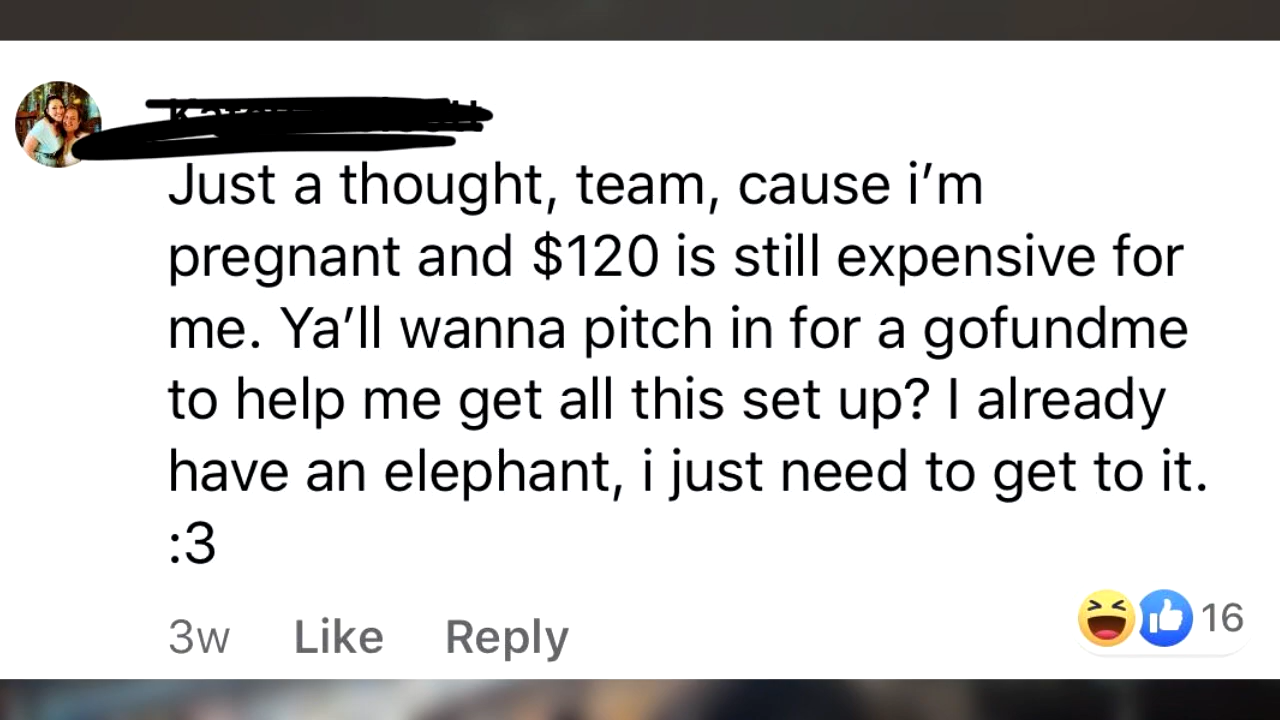 Just a thought, team, cause i’m
pregnant and $120 is still expensive for
me. Ya’ll wanna pitch in for a gofundme
to help me get all this set up? I already
have an elephant, i just need to get to it.
:3
3w Like Reply 16